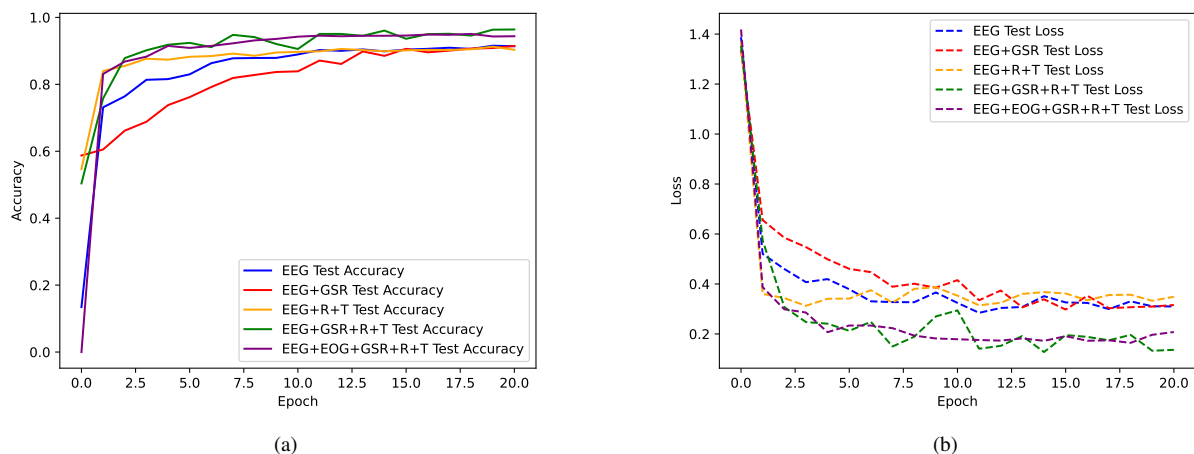 1.0
0.8
0.6
0.4
0.2
0.0
Accuracy
0.0 2.5 5.0 7.5 10.0 12.5 15.0 17.5 20.0
Epoch
EEG Test Accuracy
EEG+GSR Test Accuracy
EEG+R+T Test Accuracy
EEG+GSR+R+T Test Accuracy
EEG+EOG+GSR+R+T Test Accuracy
(a)
1.4
1.2
1.0
0.8
0.6
0.4
0.2
Loss
0.0 2.5 5.0 7.5 10.0 12.5 15.0 17.5 20.0
Epoch
EEG Test Loss
EEG+GSR Test Loss
EEG+R+T Test Loss
EEG+GSR+R+T Test Loss
EEG+EOG+GSR+R+T Test Loss
(b)